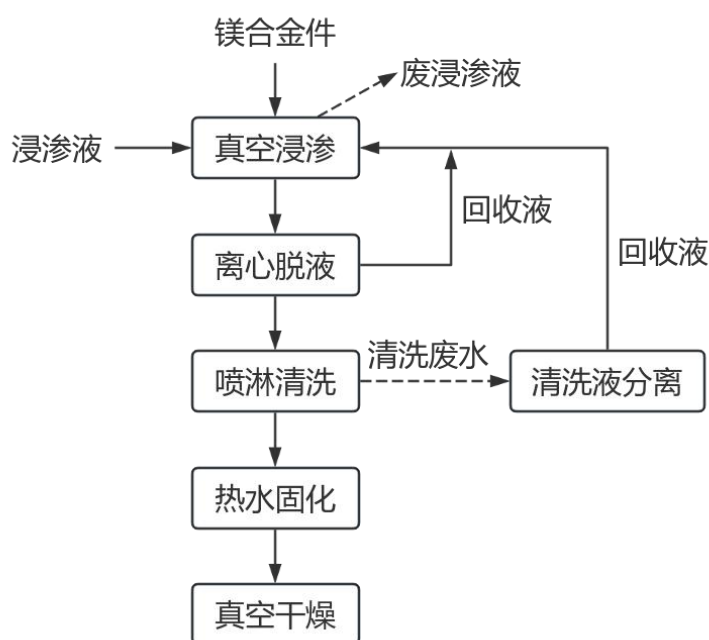 镁合金件
废浸渗液
浸渗液
真空浸渗
回收液
离心脱液
回收液
清洗废水
喷淋清洗
清洗液分离
热水固化
真空干燥